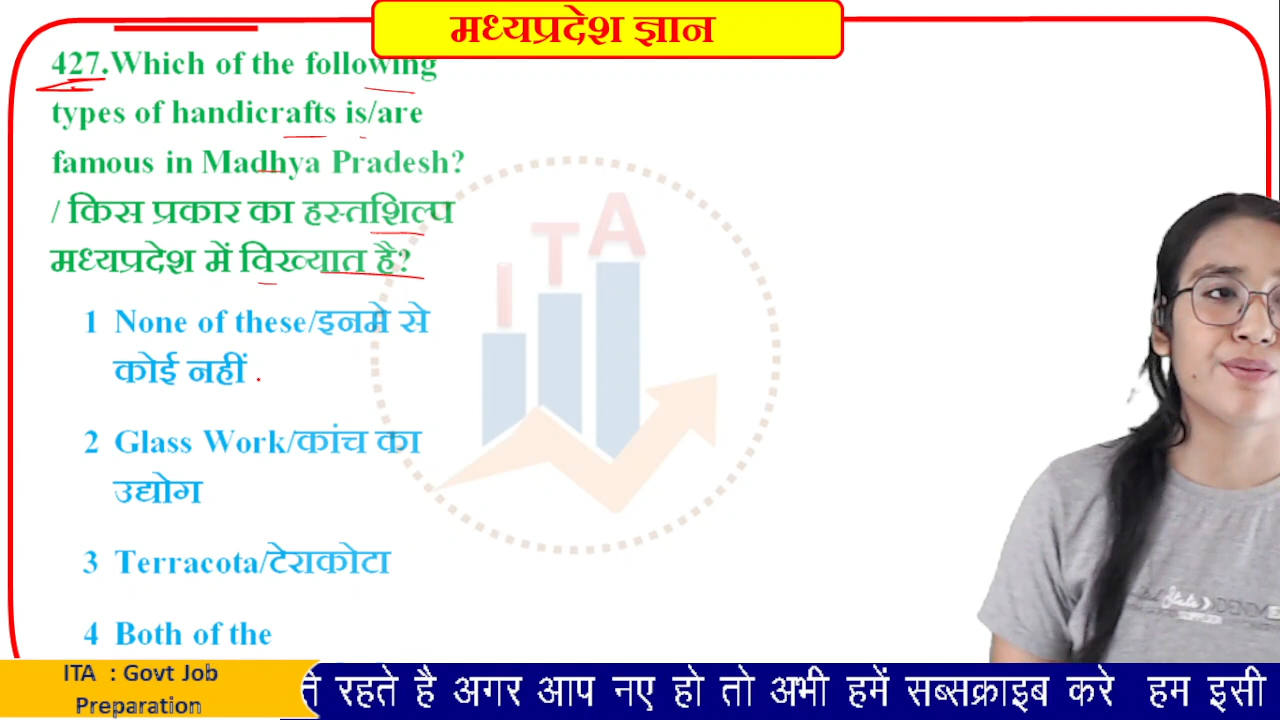 मध्यप्रदेश ज्ञान
427.Which of the following
types of handicrafts is/are
famous in Madhya Pradesh?
/ किस प्रकार का हस्तशिल्प
मध्यप्रदेश में विख्यात है?
1 None of these/इनमे से
कोई नहीं
2 Glass Work/कांच का
उद्योग
3 Terracota/टेराकोटा
4 Both of the
I T A
ITA : Govt Job
Preparation
रहते है अगर आप नए हो तो अभी हमें सब्सक्राइब करे हम इसी